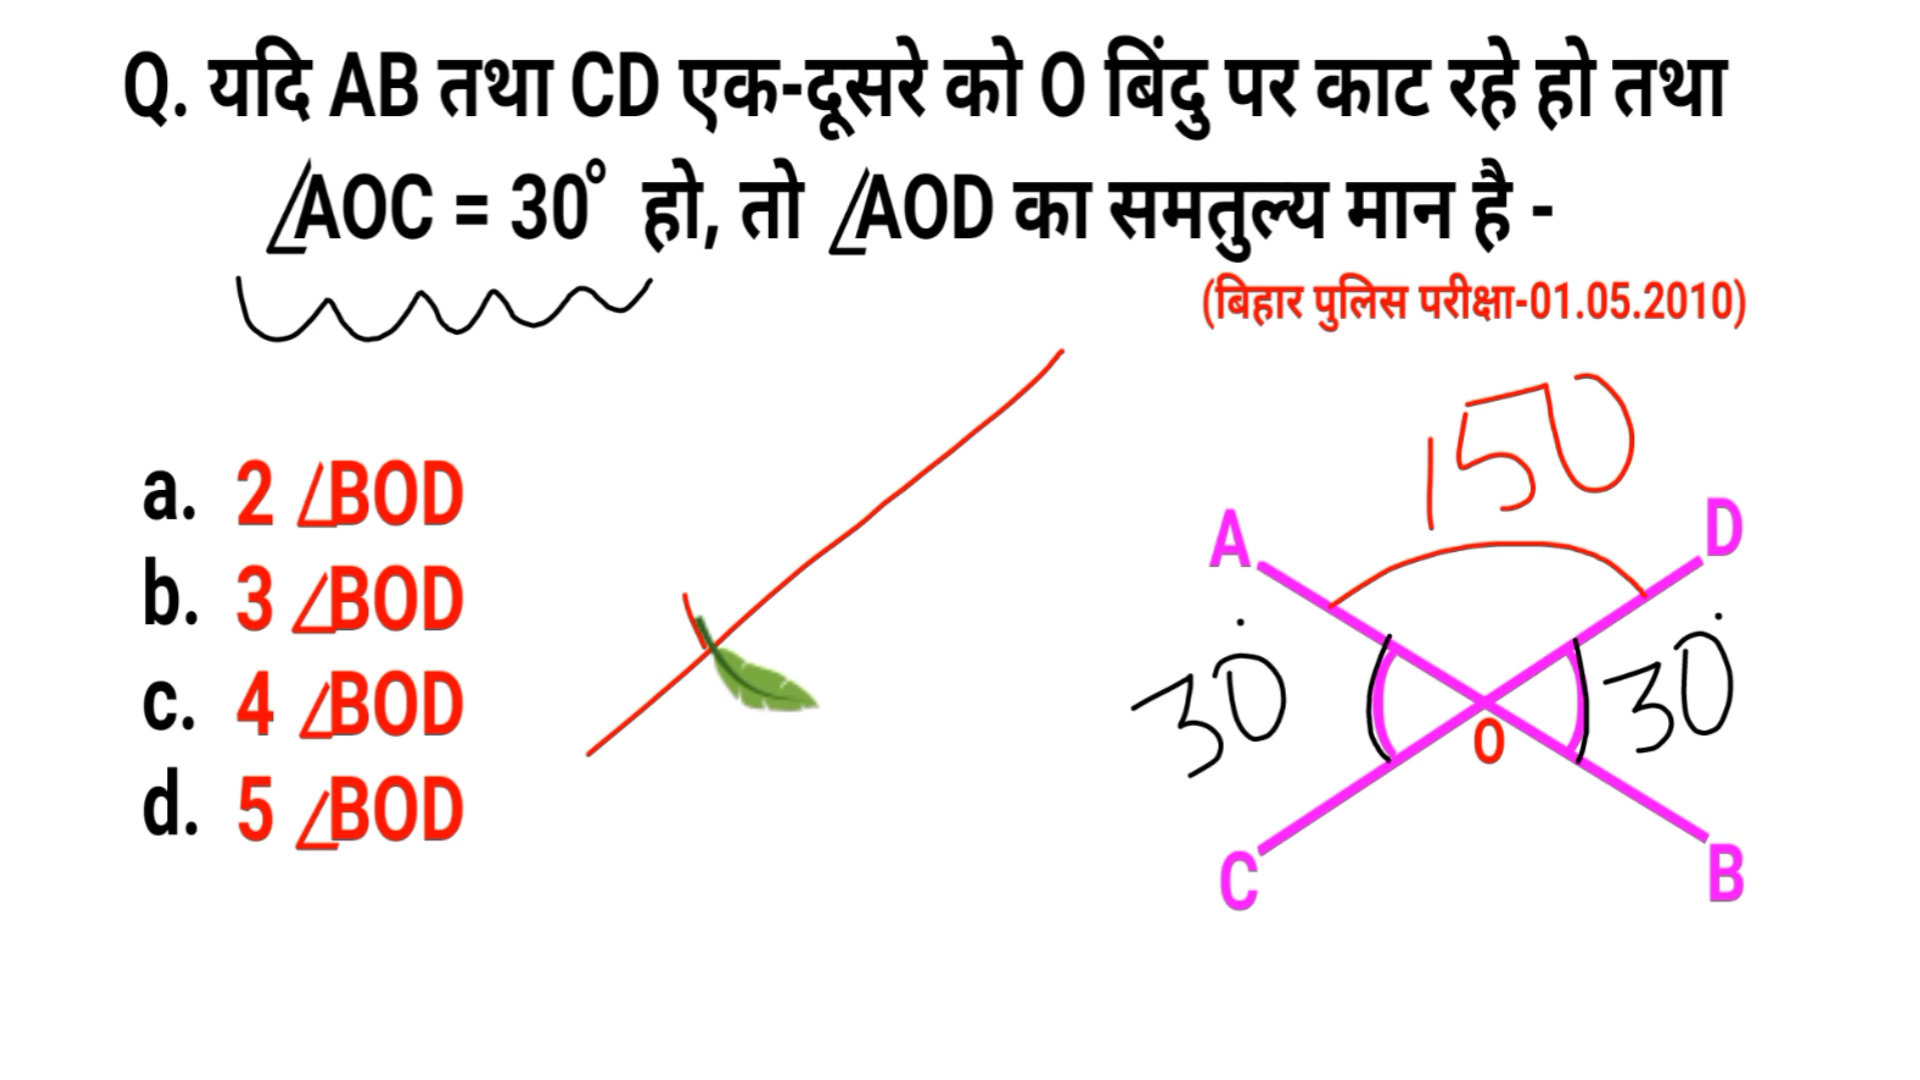 Q. यदि AB तथा CD एक-दूसरे को O बिंदु पर काट रहे हो तथा
∠AOC = 30° हो, तो ∠AOD का समतुल्य मान है -
(बिहार पुलिस परीक्षा-01.05.2010)
a. 2 ∠BOD
b. 3 ∠BOD
c. 4 ∠BOD
d. 5 ∠BOD
150
A D
30° 30°
O
C B